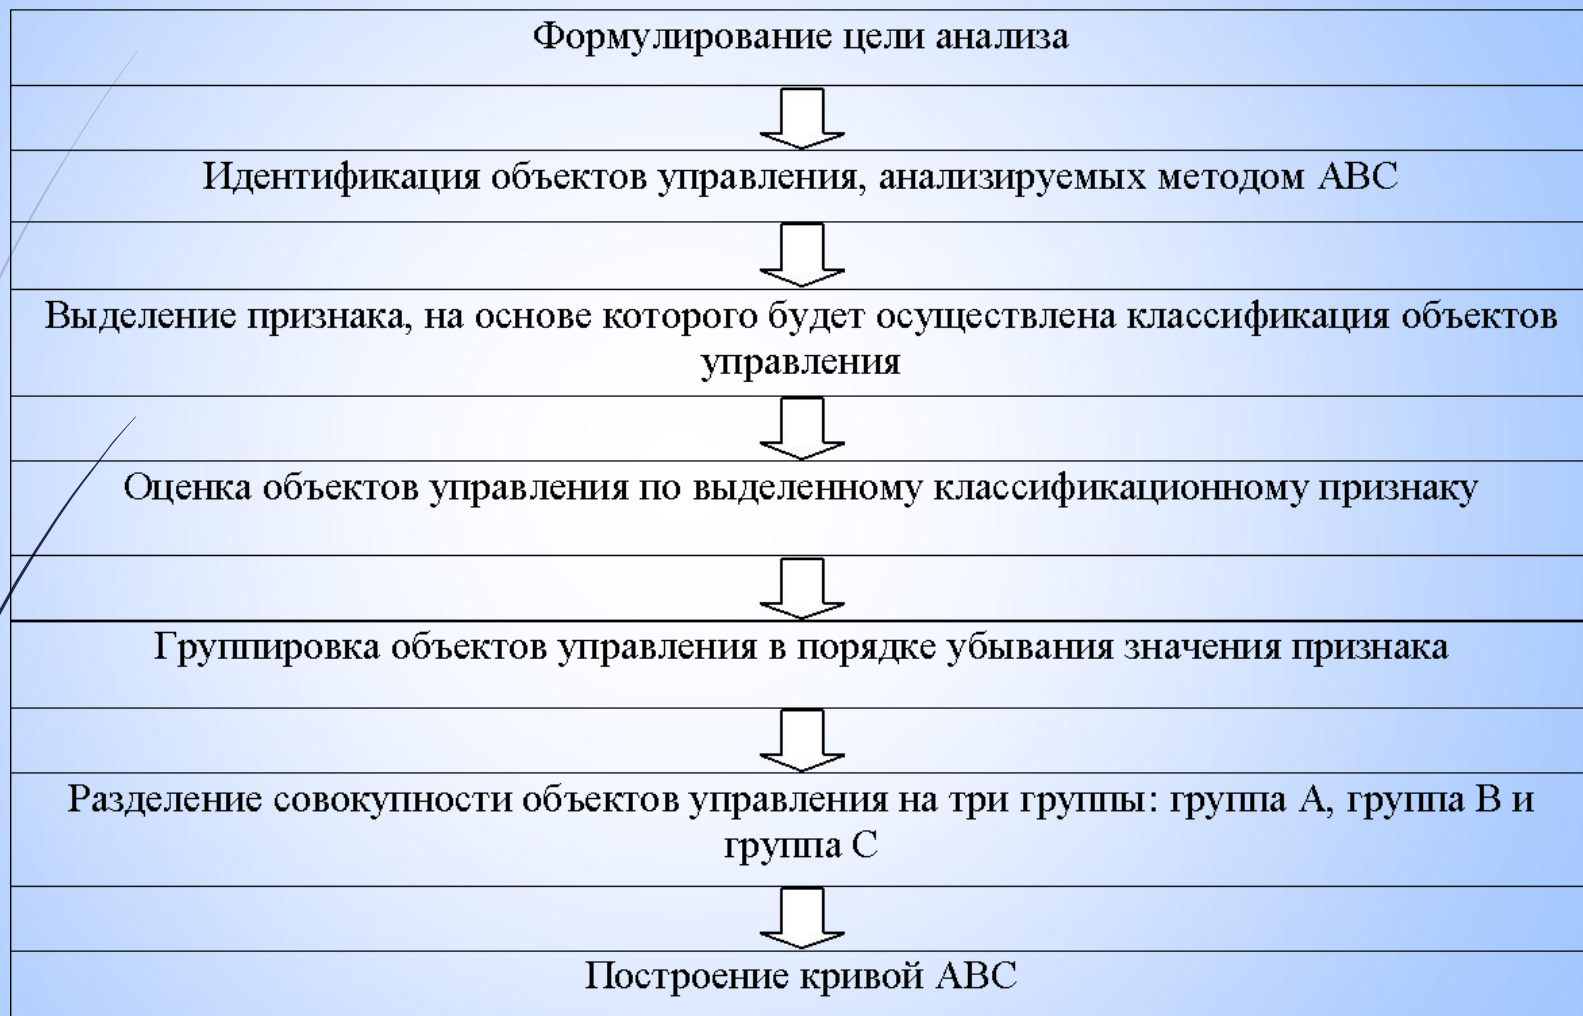 Формулирование цели анализа
Идентификация объектов управления, анализируемых методом АВС
Выделение признака, на основе которого будет осуществлена классификация объектов
управления
Оценка объектов управления по выделенному классификационному признаку
Группировка объектов управления в порядке убывания значения признака
Разделение совокупности объектов управления на три группы: группа А, группа В и
группа С
Построение кривой АВС